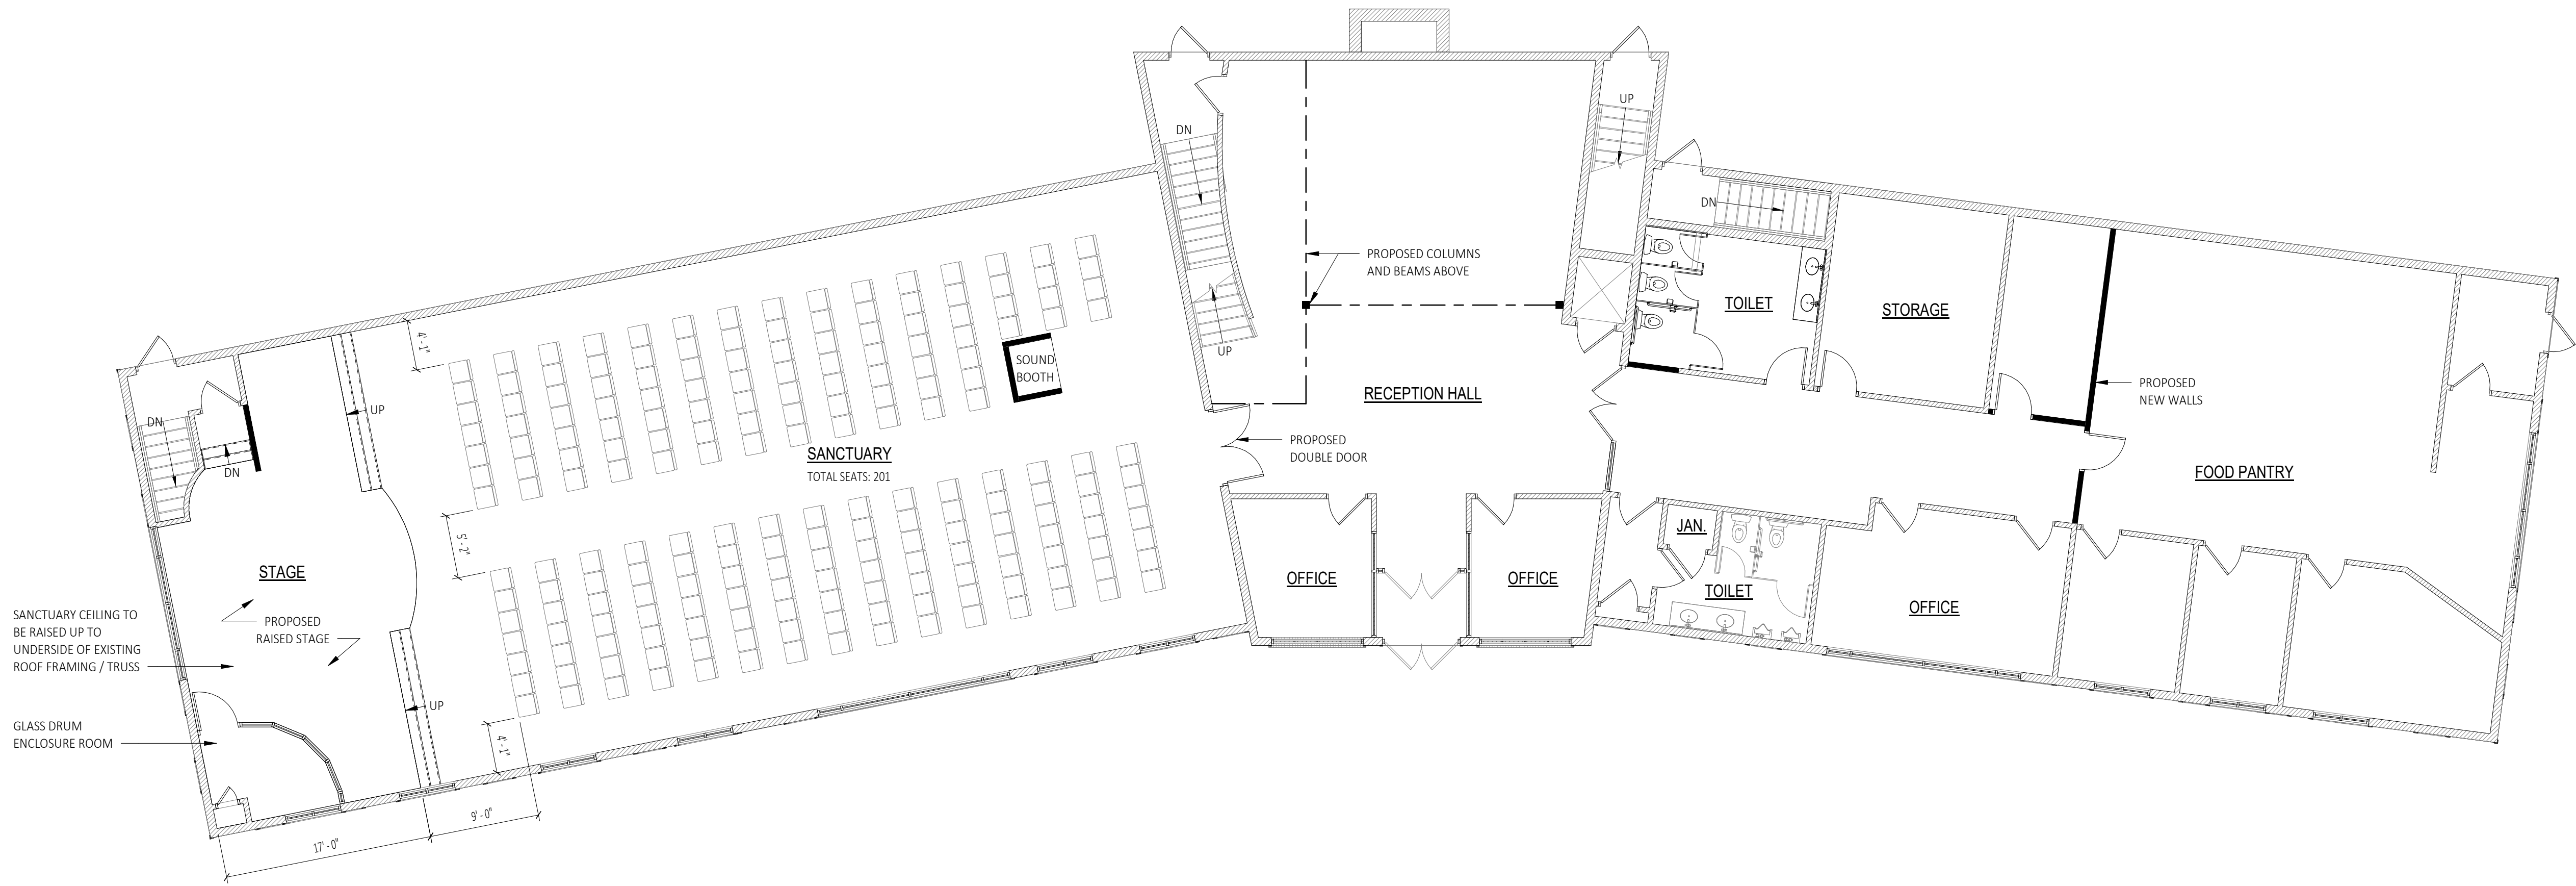 UP
DN
DN
PROPOSED COLUMNS
AND BEAMS ABOVE
TOILET
STORAGE
UP
SOUND
BOOTH
4'-1"
UP
RECEPTION HALL
PROPOSED
NEW WALLS
DN
DN
SANCTUARY
TOTAL SEATS: 201
PROPOSED
DOUBLE DOOR
FOOD PANTRY
5'-2"
JAN.
STAGE
OFFICE
OFFICE
TOILET
OFFICE
SANCTUARY CEILING TO
BE RAISED UP TO
UNDERSIDE OF EXISTING
ROOF FRAMING / TRUSS
PROPOSED
RAISED STAGE
UP
GLASS DRUM
ENCLOSURE ROOM
4'-1"
9'-0"
17'-0"